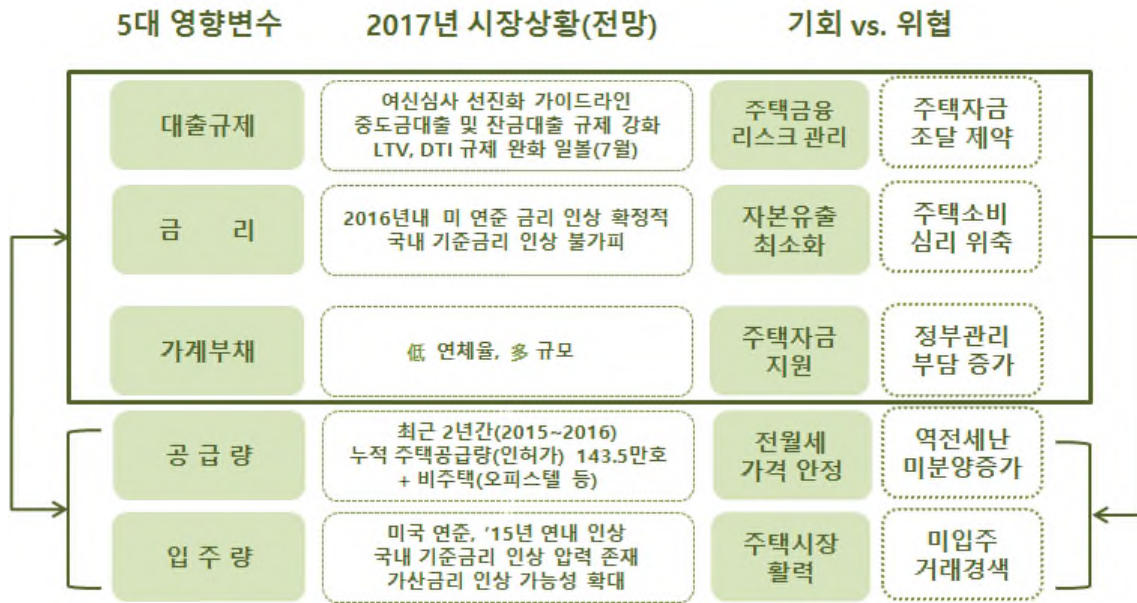 5대 영향변수
2017년 시장상황(전망)
기회 vs. 위협
대출규제
여신심사 선진화 가이드라인
중도금대출 및 잔금대출 규제 강화
LTV, DTI 규제 완화 일몰(7월)
주택금융
리스크 관리
주택자금
조달 제약
금 리
2016년내 미 연준 금리 인상 확정적
국내 기준금리 인상 불가피
자본유출
최소화
주택소비
심리 위축
가계부채
低 연체율, 多 규모
주택자금
지원
정부관리
부담 증가
공 급 량
최근 2년간(2015~2016)
누적 주택공급량(인허가) 143.5만호
+ 비주택(오피스텔 등)
전월세
가격 안정
역전세난
미분양증가
입 주 량
미국 연준, '15년 연내 인상
국내 기준금리 인상 압력 존재
가산금리 인상 가능성 확대
주택시장
활력
미입주
거래경색